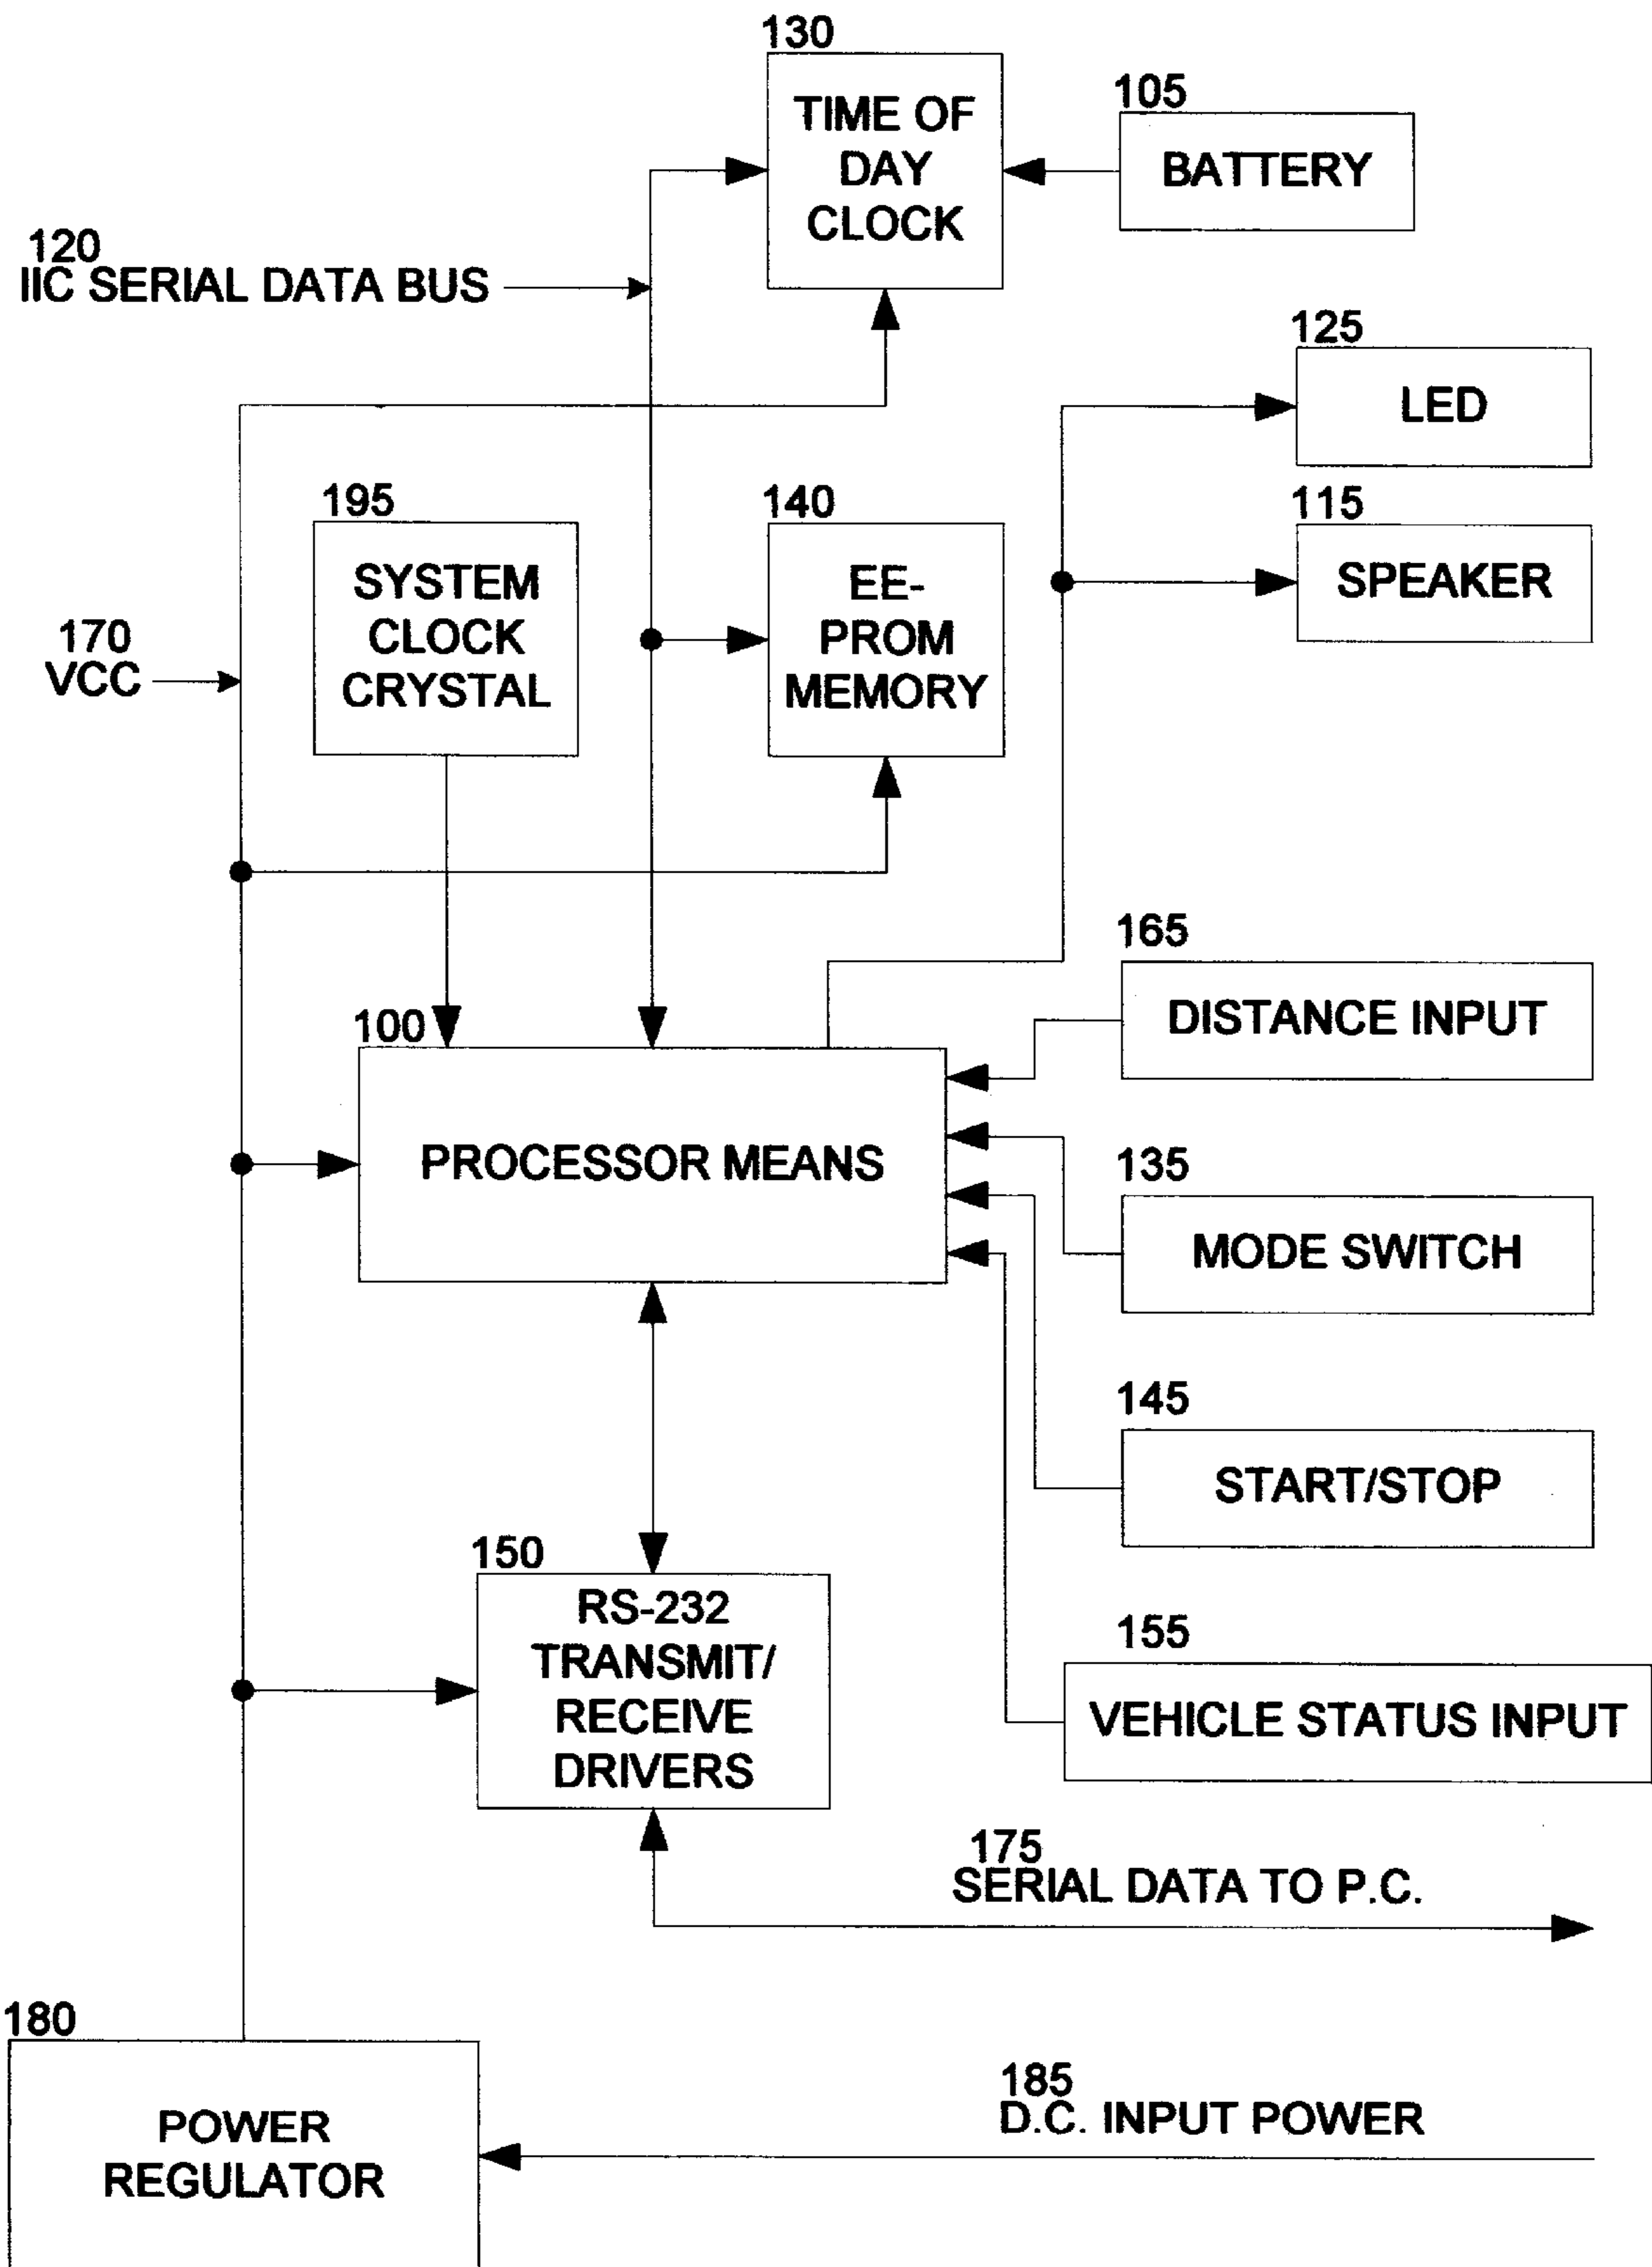 130
TIME OF
DAY
CLOCK
105
BATTERY
120
IIC SERIAL DATA BUS
125
LED
195
SYSTEM
CLOCK
CRYSTAL
140
EE-
PROM
MEMORY
115
SPEAKER
170
VCC
165
DISTANCE INPUT
100
PROCESSOR MEANS
135
MODE SWITCH
145
START/STOP
150
RS-232
TRANSMIT/
RECEIVE
DRIVERS
155
VEHICLE STATUS INPUT
175
SERIAL DATA TO P.C.
180
POWER
REGULATOR
185
D.C. INPUT POWER